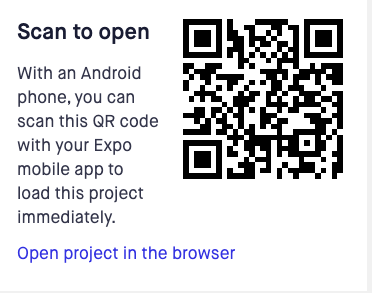 Scan to open
With an Android
phone, you can
scan this QR code
with your Expo
mobile app to
load this project
immediately.
Open project in the browser